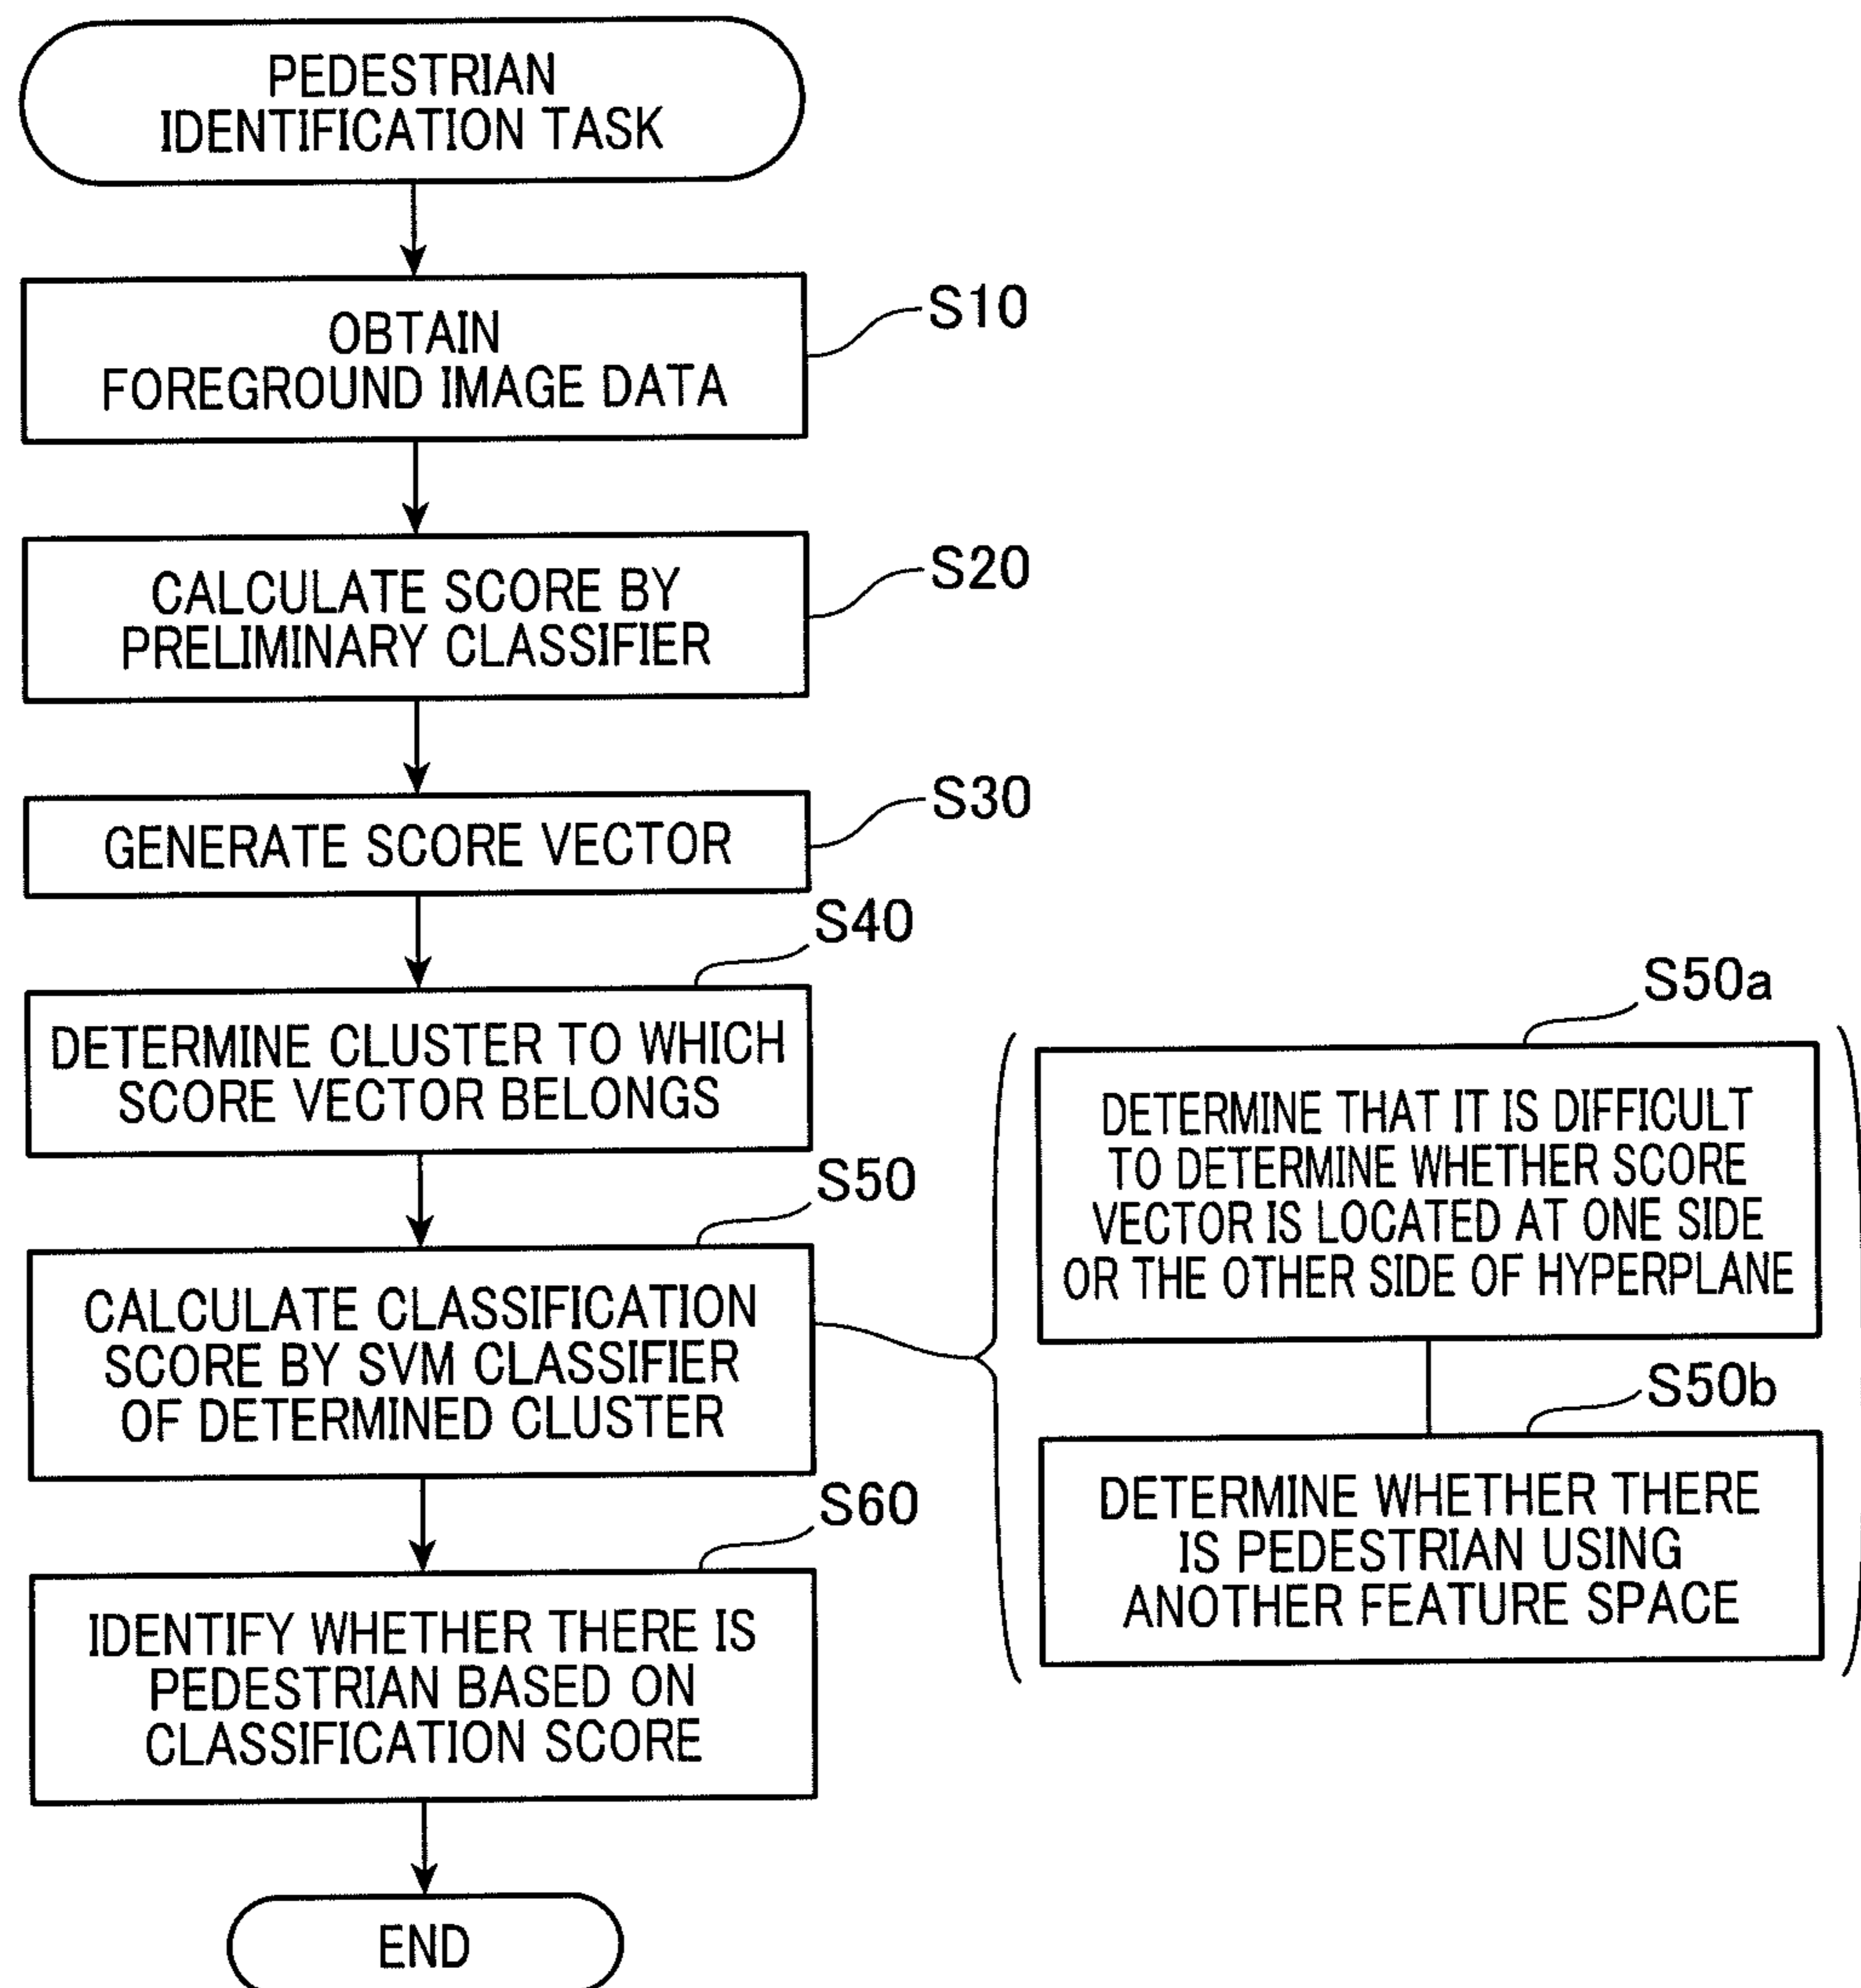 PEDESTRIAN
IDENTIFICATION TASK
OBTAIN
FOREGROUND IMAGE DATA
S10
CALCULATE SCORE BY
PRELIMINARY CLASSIFIER
S20
GENERATE SCORE VECTOR
S30
S40
DETERMINE CLUSTER TO WHICH
SCORE VECTOR BELONGS
S50
CALCULATE CLASSIFICATION
SCORE BY SVM CLASSIFIER
OF DETERMINED CLUSTER
S50a
DETERMINE THAT IT IS DIFFICULT
TO DETERMINE WHETHER SCORE
VECTOR IS LOCATED AT ONE SIDE
OR THE OTHER SIDE OF HYPERPLANE
S50b
DETERMINE WHETHER THERE
IS PEDESTRIAN USING
ANOTHER FEATURE SPACE
S60
IDENTIFY WHETHER THERE IS
PEDESTRIAN BASED ON
CLASSIFICATION SCORE
END